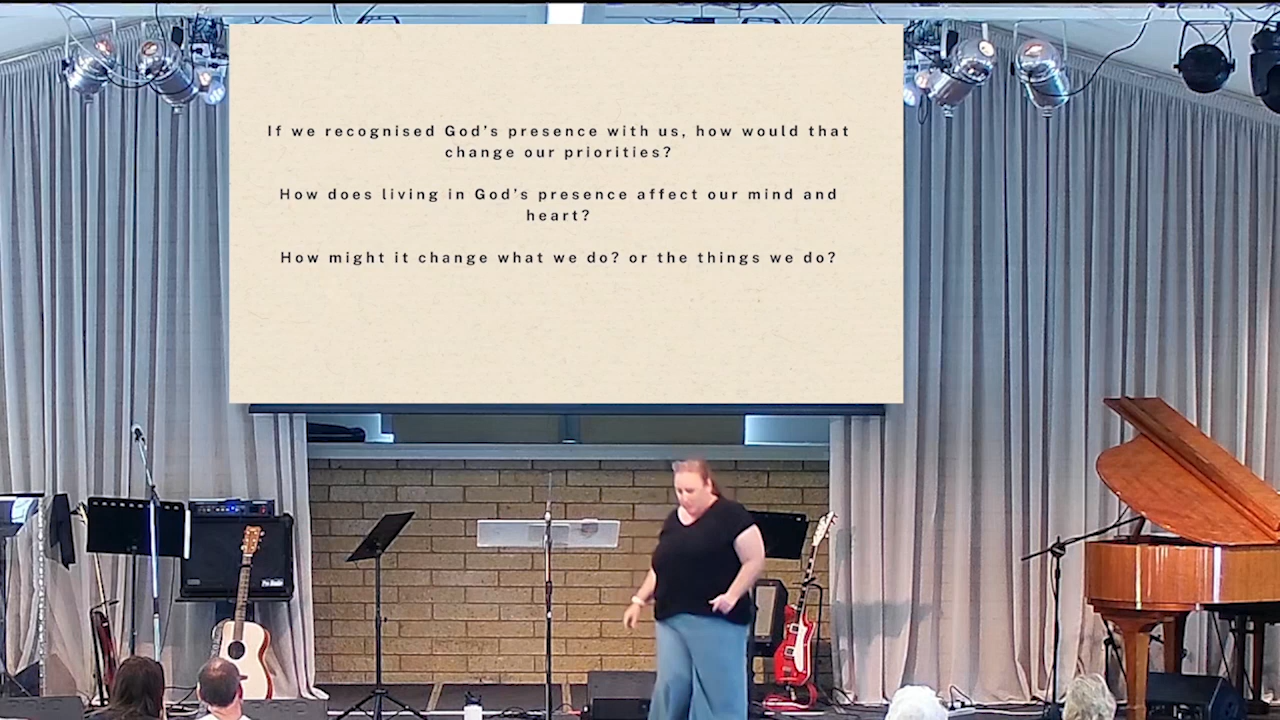 If we recognised God's presence with us, how would that
change our priorities?
How does living in God's presence affect our mind and
heart?
How might it change what we do? or the things we do?